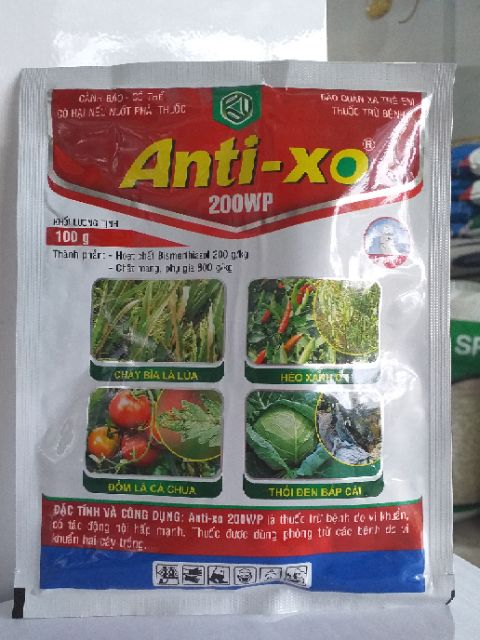 CẢNH BÁO - CÓ THỂ
CÓ HẠI NẾU NUỐT PHẢI THUỐC
BẢO QUẢN XA TRẺ EM
THUỐC TRỪ BỆNH
Anti-xo®
200WP
KHỐI LƯỢNG TỊNH
100 g
Thành phần: - Hoạt chất Bismerthiazol 200 g/kg
- Chất mang, phụ gia 800 g/kg
CHÁY BÌA LÁ LÚA
HÉO XANH
ĐỐM LÁ CÀ CHUA
THỐI ĐEN BẮP CẢI
ĐẶC TÍNH VÀ CÔNG DỤNG: Anti-xo 200WP là thuốc trừ bệnh do vi khuẩn,
có tác động nội hấp mạnh. Thuốc được dùng phòng trừ các bệnh do vi
khuẩn hại cây trồng.
SP